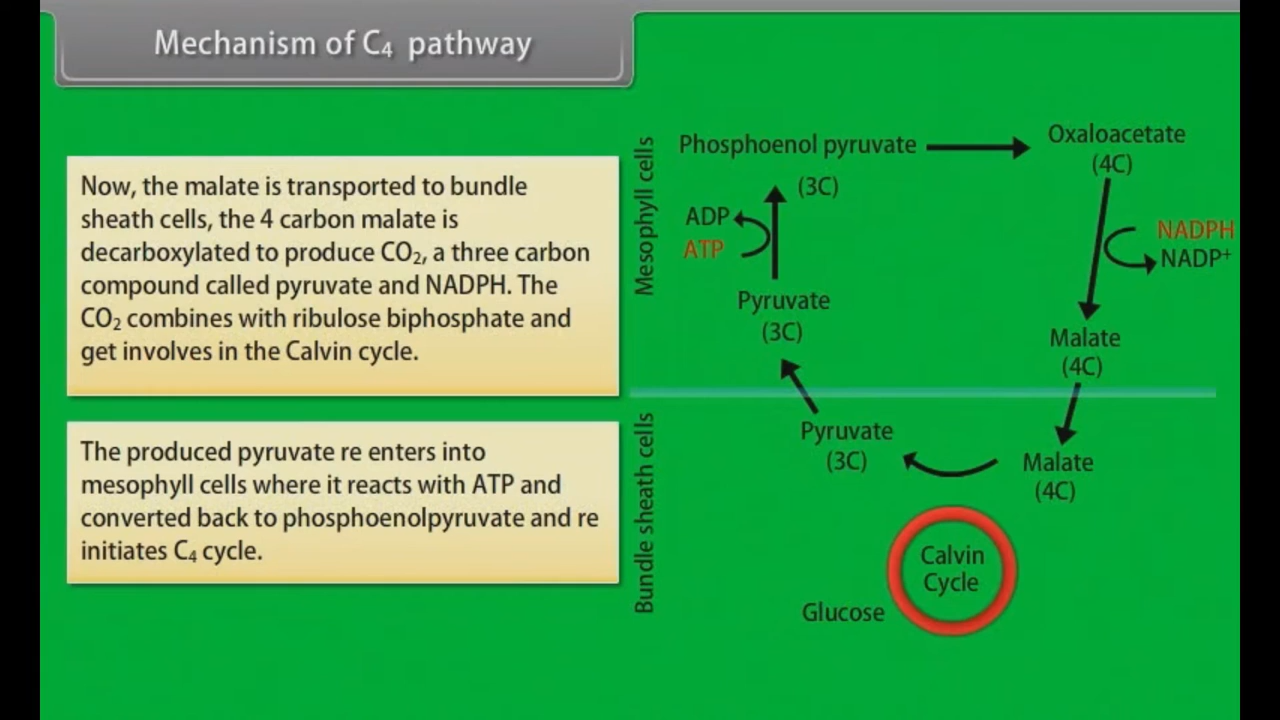 Mechanism of C₄ pathway
Now, the malate is transported to bundle
sheath cells, the 4 carbon malate is
decarboxylated to produce CO₂, a three carbon
compound called pyruvate and NADPH. The
CO₂ combines with ribulose biphosphate and
get involves in the Calvin cycle.
The produced pyruvate re enters into
mesophyll cells where it reacts with ATP and
converted back to phosphoenolpyruvate and re
initiates C₄ cycle.
Mesophyll cells
Phosphoenol pyruvate
(3C)
Oxaloacetate
(4C)
ADP
ATP
NADPH
NADP⁺
Pyruvate
(3C)
Malate
(4C)
Bundle sheath cells
Pyruvate
(3C)
Malate
(4C)
Calvin
Cycle
Glucose